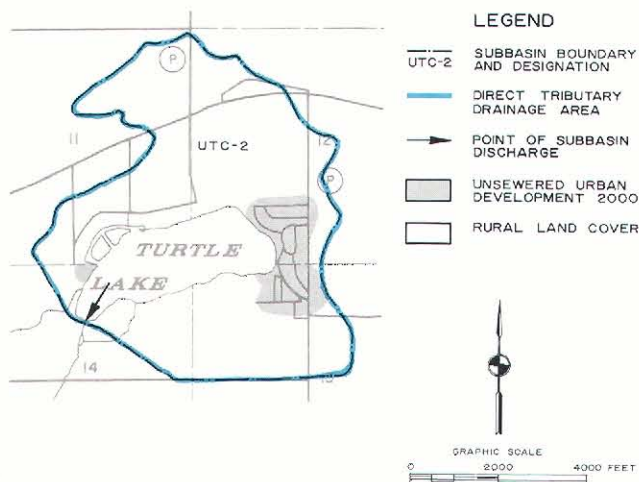 P
11
UTC-2
12
P
TURTLE
LAKE
14
13
LEGEND
UTC-2
SUBBASIN BOUNDARY
AND DESIGNATION
DIRECT TRIBUTARY
DRAINAGE AREA
POINT OF SUBBASIN
DISCHARGE
UNSEWERED URBAN
DEVELOPMENT 2000
RURAL LAND COVER
GRAPHIC SCALE
0 2000 4000 FEET